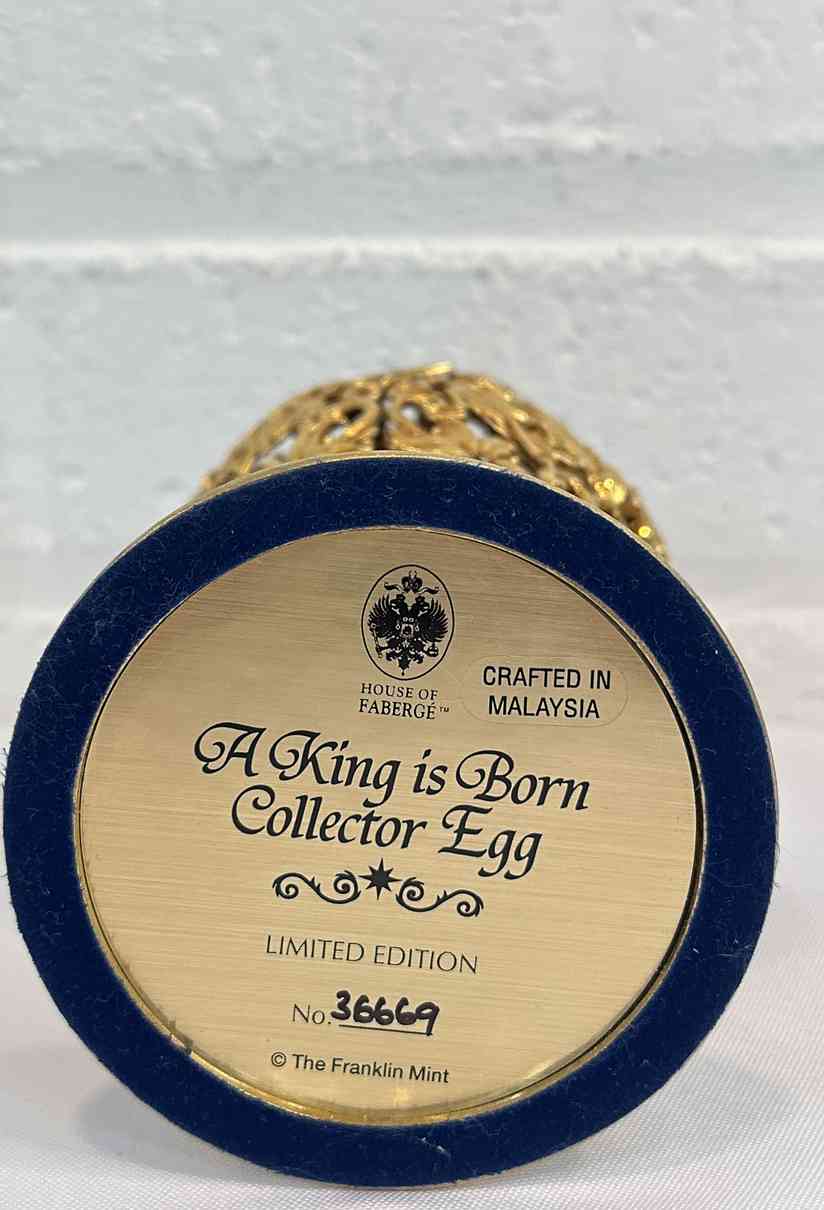 HOUSE OF
FABERGÉ™
CRAFTED IN
MALAYSIA
A King is Born
Collector Egg
LIMITED EDITION
No. 36669
© The Franklin Mint